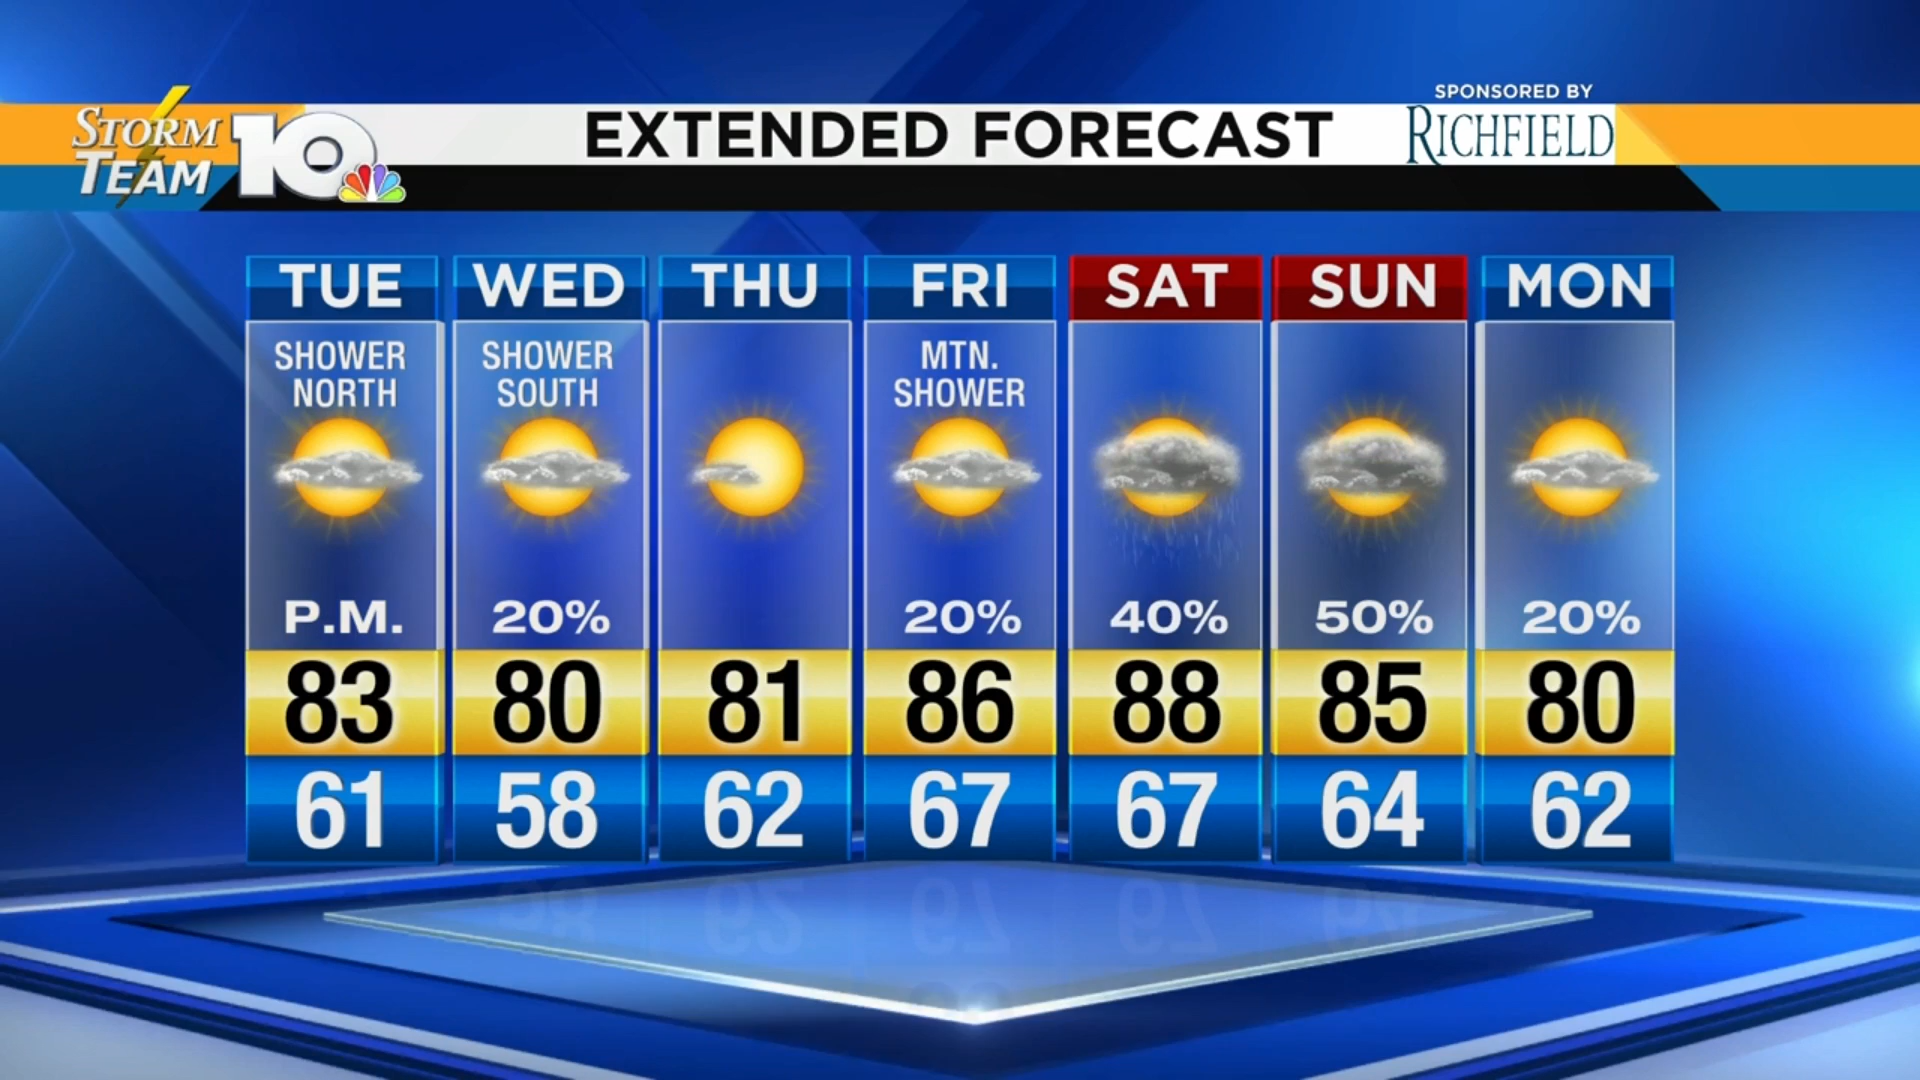 SPONSORED BY
STORM
TEAM 10
EXTENDED FORECAST
RICHFIELD
TUE WED THU FRI SAT SUN MON
SHOWER SHOWER MTN.
NORTH SOUTH SHOWER
P.M. 20% 20% 40% 50% 20%
83 80 81 86 88 85 80
61 58 62 67 67 64 62